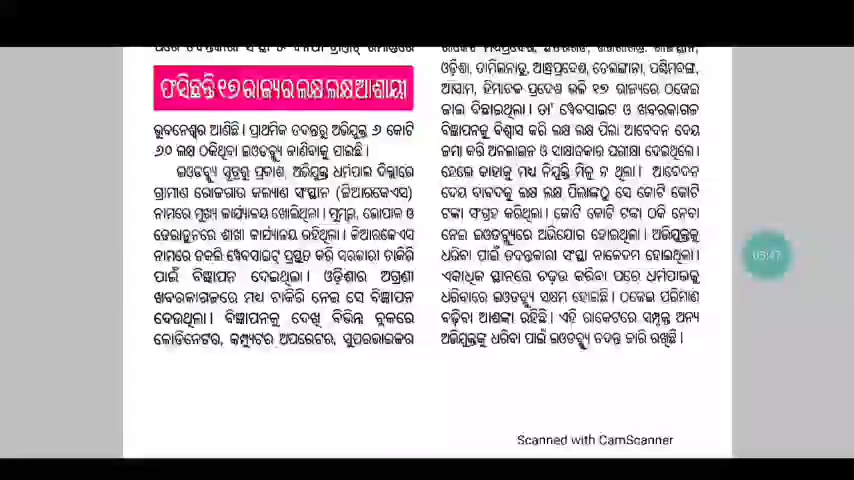 ଫସିଛନ୍ତି ୧୭ ରାଜ୍ୟର ଲକ୍ଷ ଲକ୍ଷ ଆଶାୟୀ
ଭୁବନେଶ୍ୱର ଆଣିଛି । ପ୍ରାଥମିକ ତଦନ୍ତରୁ ଅଭିଯୁକ୍ତ ୬ କୋଟି
୬୦ ଲକ୍ଷ ଠକିଥିବା ଇଓଡବ୍ଲ୍ୟୁ ଜାଣିବାକୁ ପାଇଛି ।
ଇଓଡବ୍ଲ୍ୟୁ ସୂତ୍ରରୁ ପ୍ରକାଶ, ଅଭିଯୁକ୍ତ ଧର୍ମପାଲ ଦିଲ୍ଲୀରେ
ଗ୍ରାମୀଣ ରୋଜଗାର କଲ୍ୟାଣ ସଂସ୍ଥାନ (ଜିଆରକେଏସ)
ନାମରେ ମୁଖ୍ୟ କାର୍ଯ୍ୟାଳୟ ଖୋଲିଥିଲା । ମୁମ୍ବାଇ, ଭୋପାଳ ଓ
ଡେରାଡୁନରେ ଶାଖା କାର୍ଯ୍ୟାଳୟ ରହିଥିଲା । ଜିଆରକେଏସ
ନାମରେ ନକଲି ୱେବସାଇଟ୍ ପ୍ରସ୍ତୁତ କରି ସରକାରୀ ଚାକିରି
ପାଇଁ ବିଜ୍ଞାପନ ଦେଇଥିଲା । ଓଡ଼ିଶାର ଅଗ୍ରଣୀ
ଖବରକାଗଜରେ ମଧ୍ୟ ଚାକିରି ନେଇ ସେ ବିଜ୍ଞାପନ
ଦେଉଥିଲା । ବିଜ୍ଞାପନକୁ ଦେଖି ବିଭିନ୍ନ ବ୍ଲକରେ
କୋଡିନେଟର, କମ୍ପ୍ୟୁଟର ଅପରେଟର, ସୁପରଭାଇଜର
ଓଡ଼ିଶା, ତାମିଲନାଡୁ, ଆନ୍ଧ୍ରପ୍ରଦେଶ, ତେଲେଙ୍ଗାନା, ପଶ୍ଚିମବଙ୍ଗ,
ଆସାମ, ହିମାଚଳ ପ୍ରଦେଶ ଭଳି ୧୭ ରାଜ୍ୟରେ ଠକେଇ
ଜାଲ ବିଛାଇଥିଲା । ତା' ୱେବସାଇଟ ଓ ଖବରକାଗଜ
ବିଜ୍ଞାପନକୁ ବିଶ୍ୱାସ କରି ଲକ୍ଷ ଲକ୍ଷ ପିଲା ଆବେଦନ ଦେୟ
ଜମା କରି ଅନଲାଇନ ଓ ସାକ୍ଷାତକାର ପରୀକ୍ଷା ଦେଇଥିଲେ ।
ହେଲେ କାହାକୁ ମଧ୍ୟ ନିଯୁକ୍ତି ମିଳୁ ନ ଥିଲା । ଆବେଦନ
ଦେୟ ବାବଦକୁ ଲକ୍ଷ ଲକ୍ଷ ପିଲାଙ୍କଠୁ ସେ କୋଟି କୋଟି
ଟଙ୍କା ସଂଗ୍ରହ କରିଥିଲା । କୋଟି କୋଟି ଟଙ୍କା ଠକି ନେବା
ନେଇ ଇଓଡବ୍ଲ୍ୟୁରେ ଅଭିଯୋଗ ହୋଇଥିଲା । ଅଭିଯୁକ୍ତକୁ
ଧରିବା ପାଇଁ ତଦନ୍ତକାରୀ ସଂସ୍ଥା ନାକେଦମ ହୋଇଥିଲା ।
ଏକାଧିକ ସ୍ଥାନରେ ଚଢ଼ଉ କରିବା ପରେ ଧର୍ମପାଲକୁ
ଧରିବାରେ ଇଓଡବ୍ଲ୍ୟୁ ସକ୍ଷମ ହୋଇଛି । ଠକେଇ ପରିମାଣ
ବଢ଼ିବା ଆଶଙ୍କା ରହିଛି । ଏହି ରାକେଟରେ ସମ୍ପୃକ୍ତ ଅନ୍ୟ
ଅଭିଯୁକ୍ତଙ୍କୁ ଧରିବା ପାଇଁ ଇଓଡବ୍ଲ୍ୟୁ ତଦନ୍ତ ଜାରି ରଖିଛି ।
03:47
Scanned with CamScanner